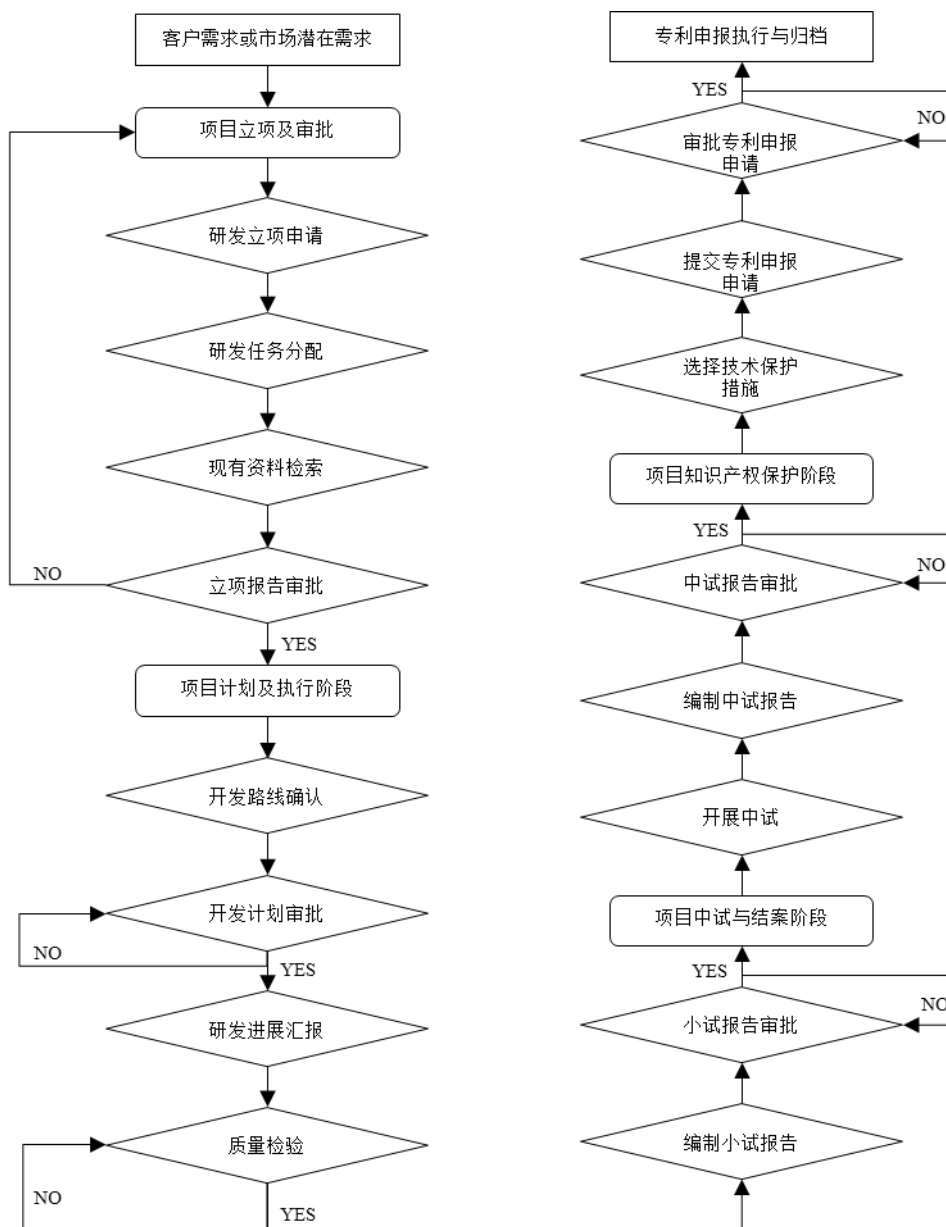 客户需求或市场潜在需求
项目立项及审批
研发立项申请
研发任务分配
现有资料检索
NO
立项报告审批
YES
项目计划及执行阶段
开发路线确认
开发计划审批
NO
YES
研发进展汇报
质量检验
NO
YES
专利申报执行与归档
YES
NO
审批专利申报
申请
提交专利申报
申请
选择技术保护
措施
项目知识产权保护阶段
YES
NO
中试报告审批
编制中试报告
开展中试
项目中试与结案阶段
YES
NO
小试报告审批
编制小试报告